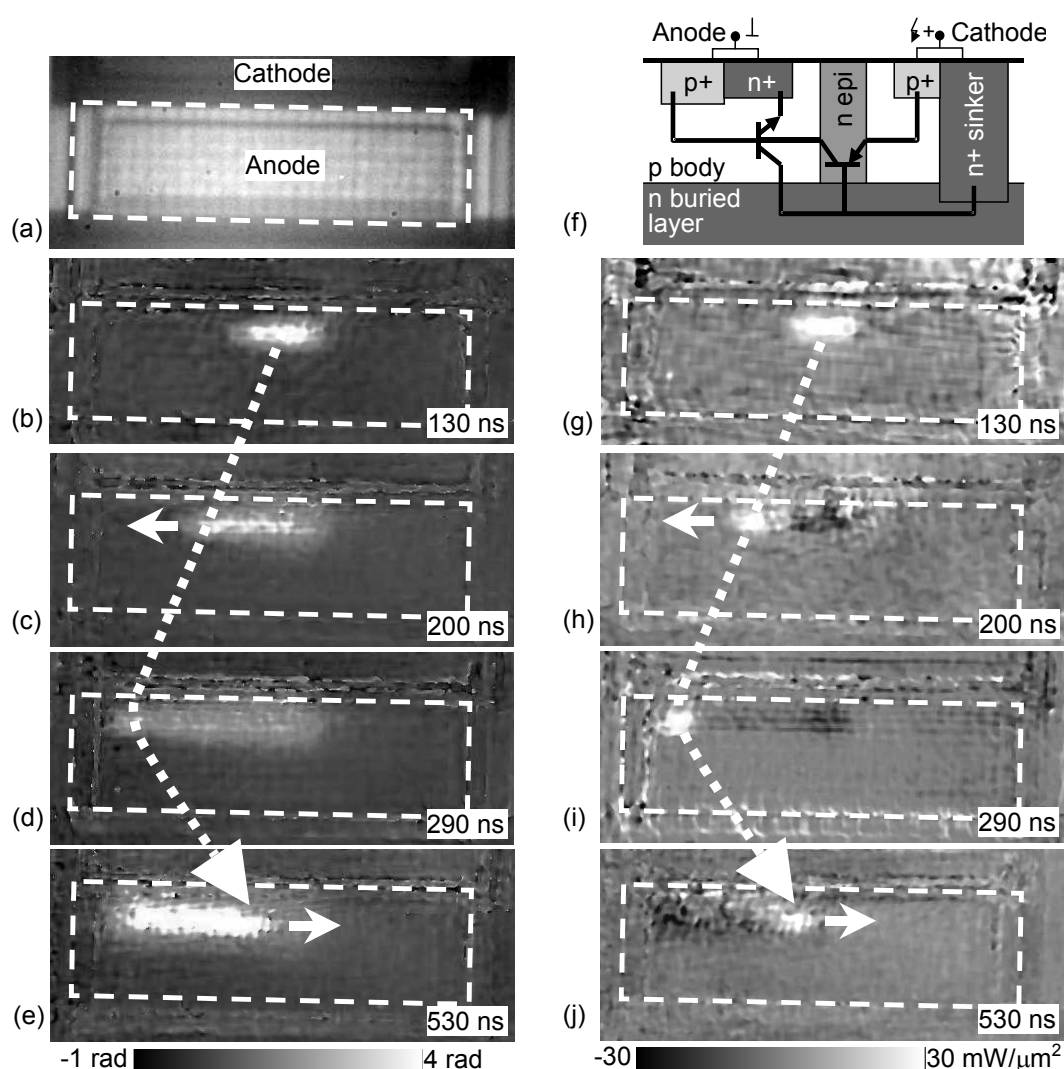 Cathode
Anode
(a)
(b)
130 ns
(c)
200 ns
(d)
290 ns
(e)
530 ns
-1 rad
4 rad
Anode ⊥
+ Cathode
p+
n+
n epi
p+
n+ sinker
p body
n buried
layer
(f)
(g)
130 ns
(h)
200 ns
(i)
290 ns
(j)
530 ns
-30
30 mW/µm²